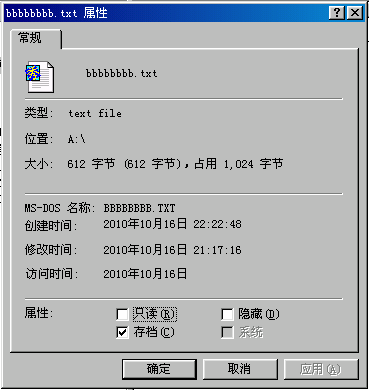 bbbbbbbb.txt 属性
常规
bbbbbbbb.txt
类型: text file
位置: A:\
大小: 612 字节 (612 字节), 占用 1,024 字节
MS-DOS 名称: BBBBBBBB.TXT
创建时间: 2010年10月16日 22:22:48
修改时间: 2010年10月16日 21:17:16
访问时间: 2010年10月16日
属性: 只读(R) 隐藏(D)
存档(C) 系统
确定 取消 应用(A)